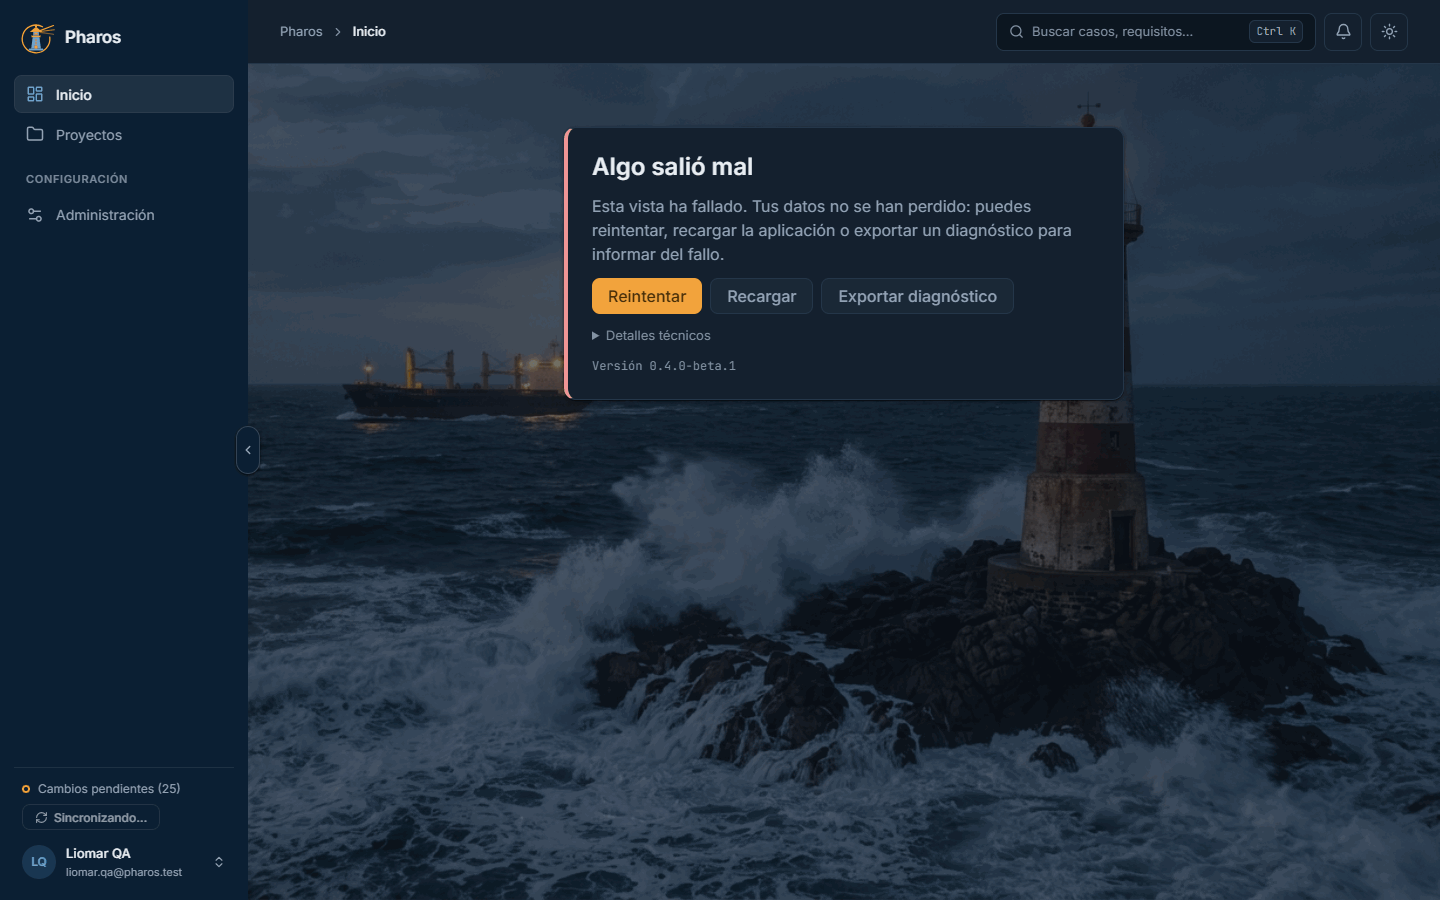 Pharos
Inicio
Proyectos
CONFIGURACIÓN
Administración
Cambios pendientes (25)
Sincronizando...
LQ
Liomar QA
liomar.qa@pharos.test
Pharos > Inicio
Buscar casos, requisitos...
Ctrl K
Algo salió mal
Esta vista ha fallado. Tus datos no se han perdido: puedes
reintentar, recargar la aplicación o exportar un diagnóstico para
informar del fallo.
Reintentar
Recargar
Exportar diagnóstico
Detalles técnicos
Versión 0.4.0-beta.1